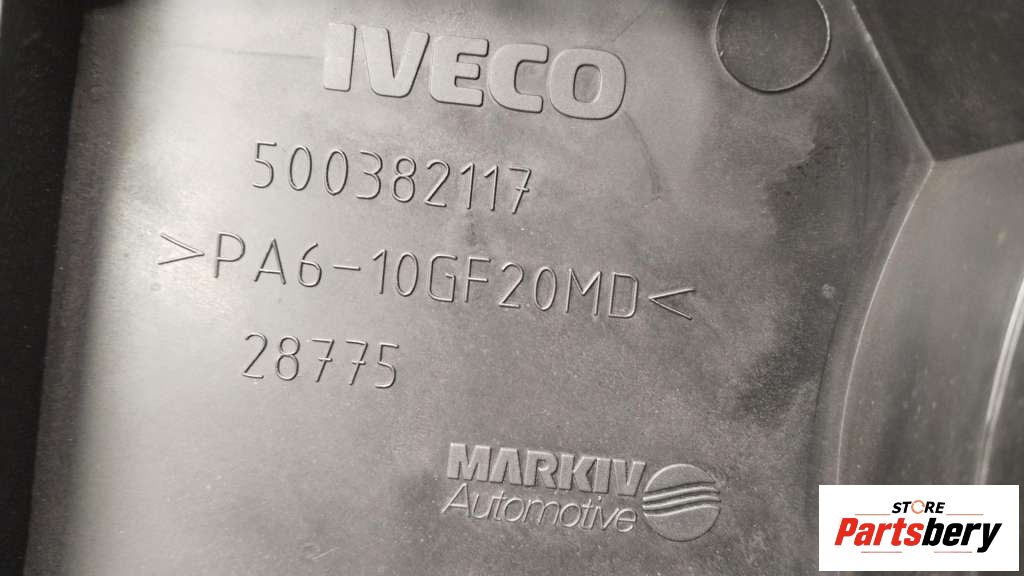 IVECO
500382117
>PA6-10GF20MD<
28775
MARKIV
Automotive
STORE
Partsbery